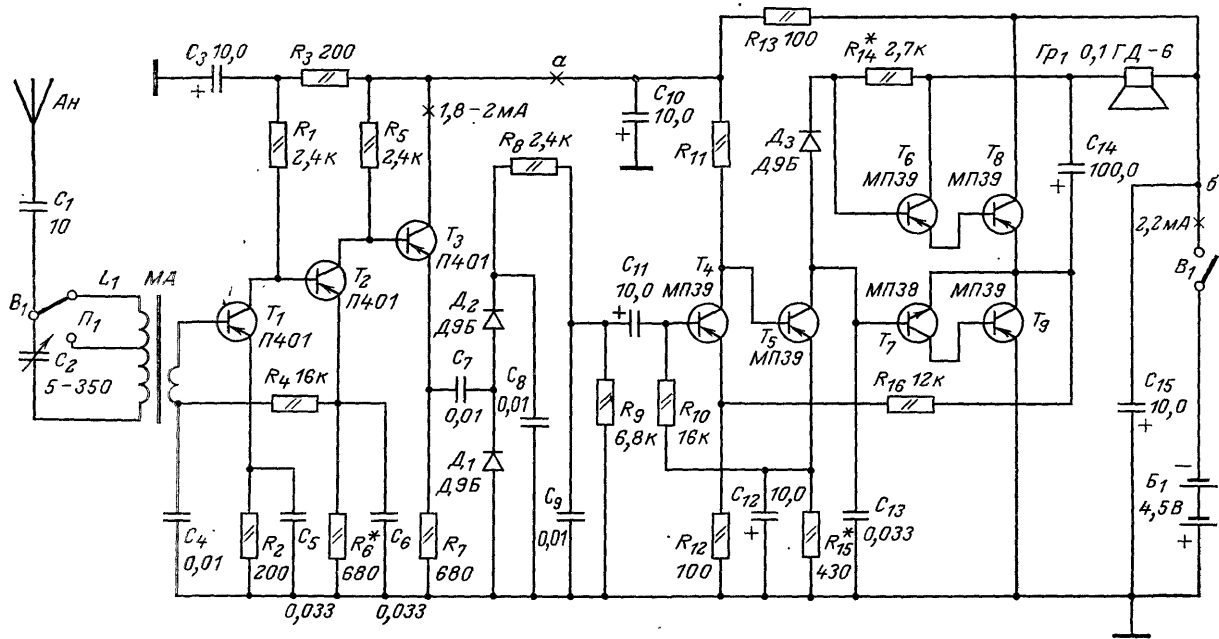 C3 10,0
R3 200
а
R13 100
R14* 2,7к
Гр1 0,1 ГД-6
Ан
R1
2,4к
R5
2,4к
1,8-2мА
R8 2,4к
C10
10,0
R11
Д3
Д9Б
T6
МП39
T8
МП39
C14
100,0
б
2,2мА
B1
C1
10
L1
МА
B1
П1
C2
5-350
T1
П401
T2
П401
T3
П401
Д2
Д9Б
C7
0,01
C8
0,01
C11
10,0
T4
МП39
T5
МП39
МП38
T7
МП39
T9
R4 16к
R9
6,8к
R10
16к
R16 12к
C15
10,0
Д1
Д9Б
C9
0,01
C12
10,0
C13
0,033
Б1
4,5В
C4
0,01
R2
200
C5
0,033
R6*
680
C6
0,033
R7
680
R12
100
R15*
430